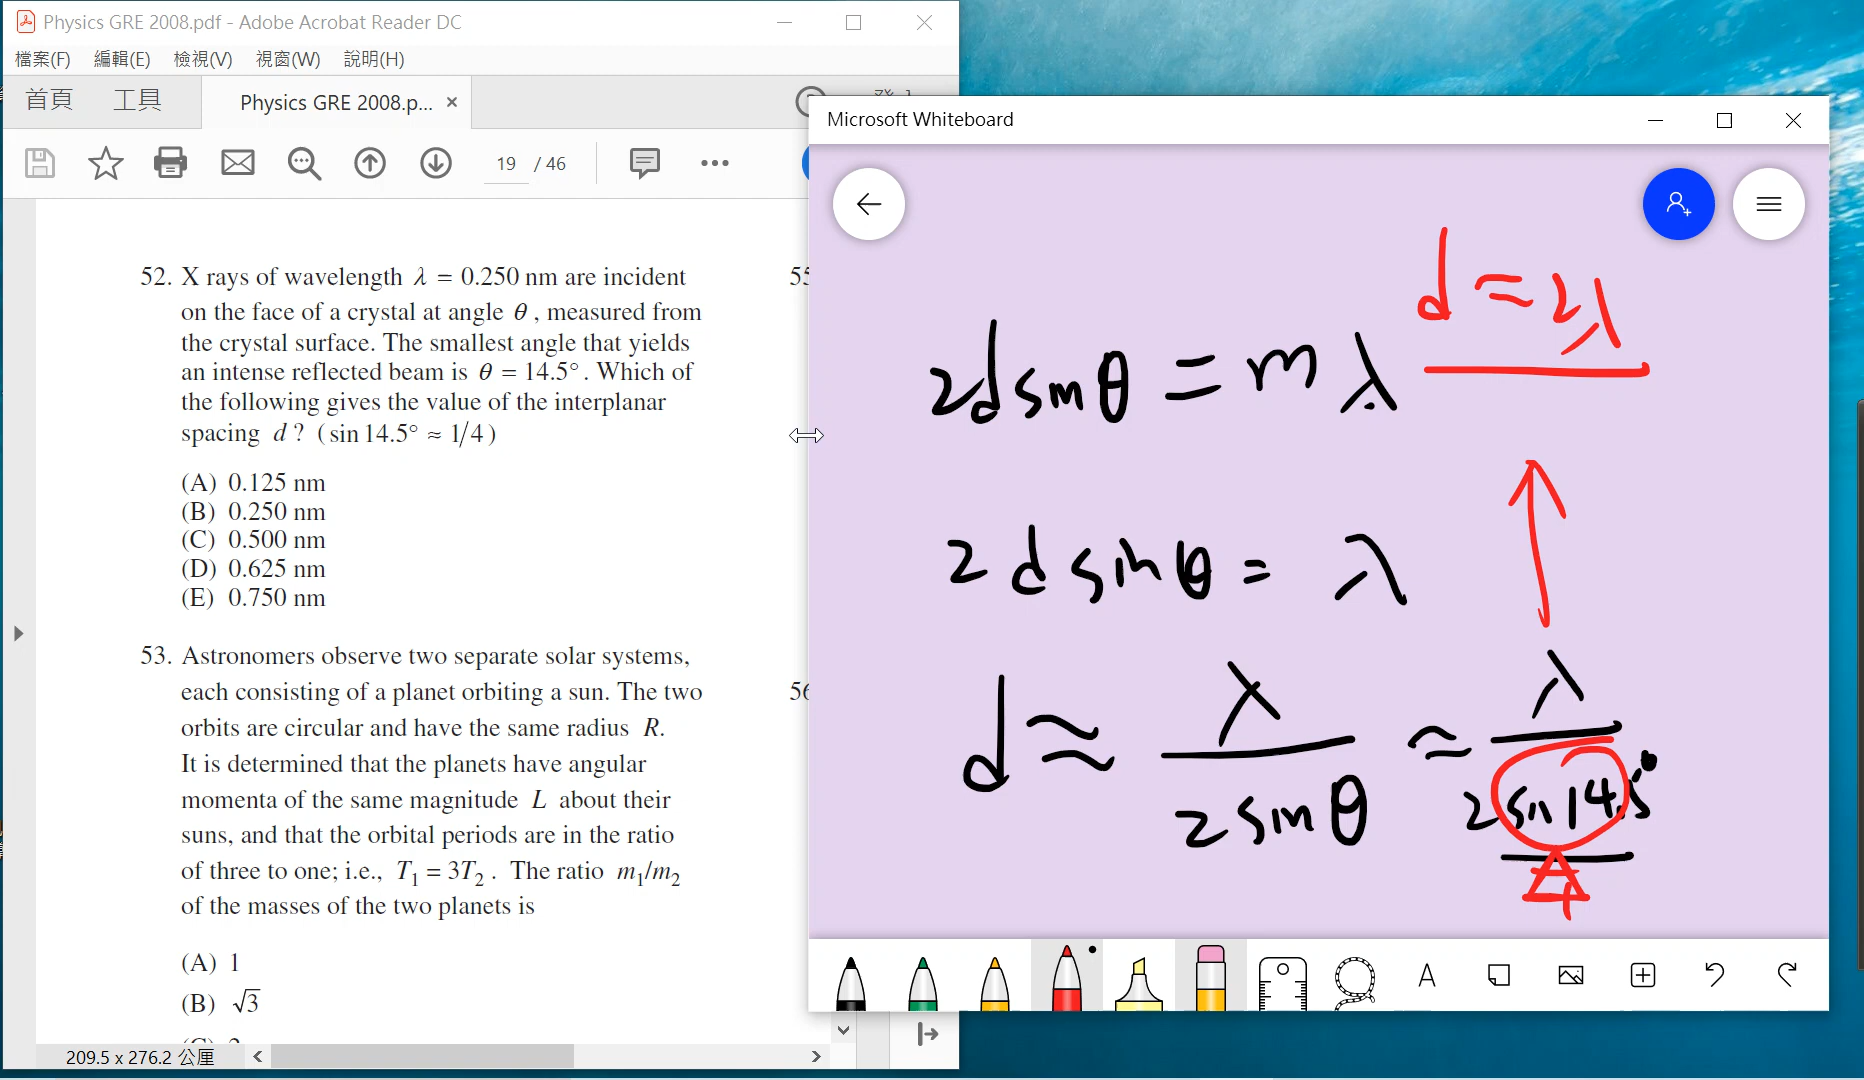 Physics GRE 2008.pdf - Adobe Acrobat Reader DC
檔案(F) 編輯(E) 檢視(V) 視窗(W) 說明(H)
首頁 工具 Physics GRE 2008.p... ×
19 / 46
52. X rays of wavelength λ = 0.250 nm are incident
on the face of a crystal at angle θ , measured from
the crystal surface. The smallest angle that yields
an intense reflected beam is θ = 14.5°. Which of
the following gives the value of the interplanar
spacing d ? ( sin 14.5° ≈ 1/4 )
(A) 0.125 nm
(B) 0.250 nm
(C) 0.500 nm
(D) 0.625 nm
(E) 0.750 nm
53. Astronomers observe two separate solar systems,
each consisting of a planet orbiting a sun. The two
orbits are circular and have the same radius R.
It is determined that the planets have angular
momenta of the same magnitude L about their
suns, and that the orbital periods are in the ratio
of three to one; i.e., T₁ = 3T₂ . The ratio m₁/m₂
of the masses of the two planets is
(A) 1
(B) √3
55
56
209.5 x 276.2 公厘
Microsoft Whiteboard
d ≈ 2λ
2d sin θ = m λ
2 d sin θ = λ
d ≈ λ / 2 sin θ ≈ λ / 2 sin 14.5°
A